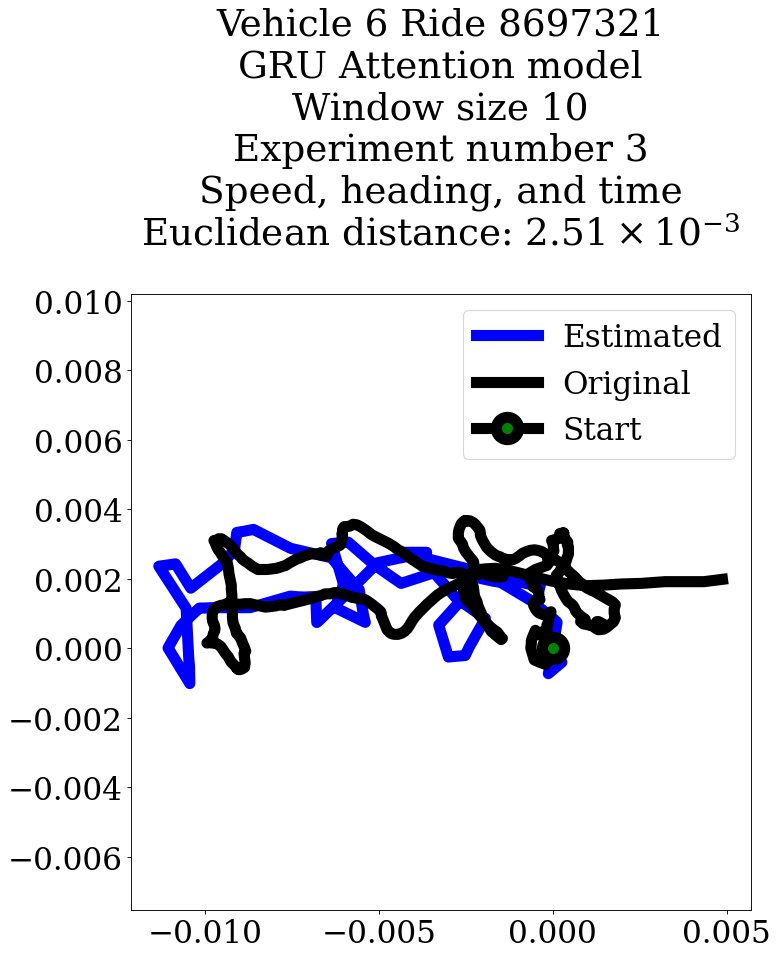 Vehicle 6 Ride 8697321
GRU Attention model
Window size 10
Experiment number 3
Speed, heading, and time
Euclidean distance: 2.51 × 10⁻³
Estimated
Original
Start
0.010
0.008
0.006
0.004
0.002
0.000
−0.002
−0.004
−0.006
−0.010
−0.005
0.000
0.005